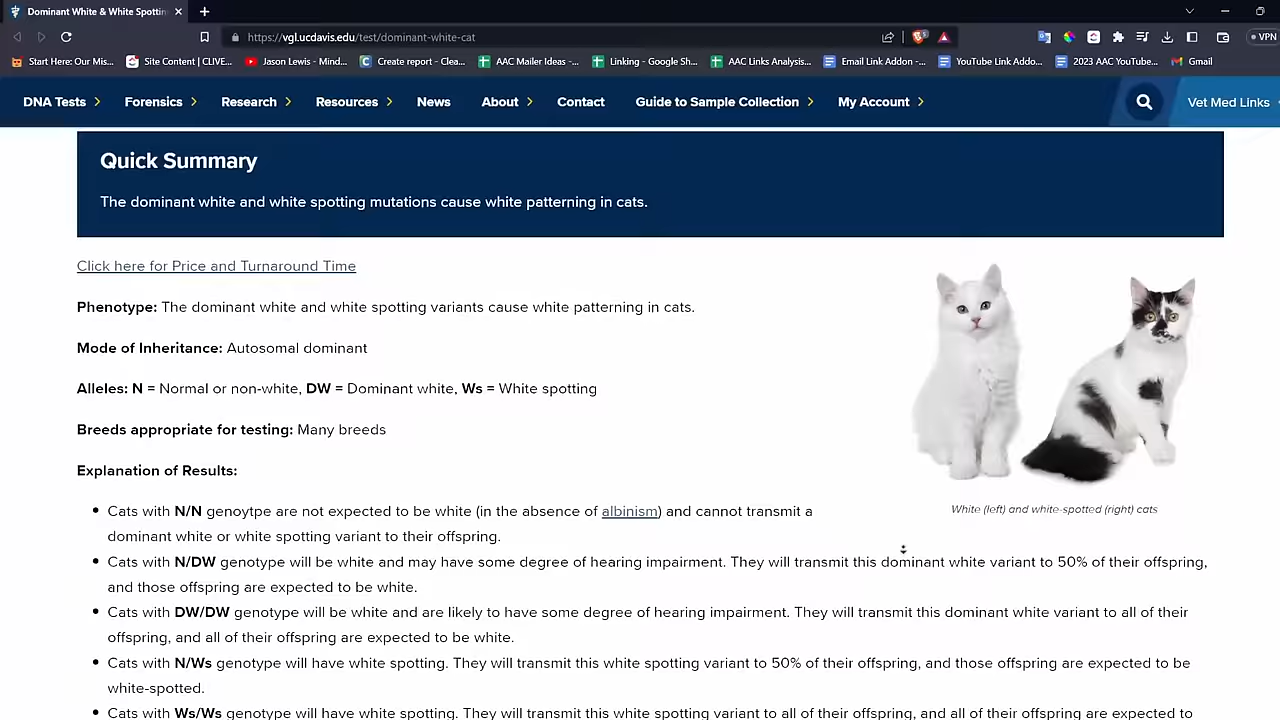 Dominant White & White Spottin
https://vgl.ucdavis.edu/test/dominant-white-cat
5
VPN
Start Here: Our Mis...
Site Content | CLIVE...
Jason Lewis - Mind...
Create report - Clea...
AAC Mailer Ideas -...
Linking - Google Sh...
AAC Links Analysis...
Email Link Addon -...
YouTube Link Addo...
2023 AAC YouTube...
Gmail
DNA Tests
Forensics
Research
Resources
News
About
Contact
Guide to Sample Collection
My Account
Vet Med Links
Quick Summary
The dominant white and white spotting mutations cause white patterning in cats.
Click here for Price and Turnaround Time
Phenotype: The dominant white and white spotting variants cause white patterning in cats.
Mode of Inheritance: Autosomal dominant
Alleles: N = Normal or non-white, DW = Dominant white, Ws = White spotting
Breeds appropriate for testing: Many breeds
Explanation of Results:
Cats with N/N genoytpe are not expected to be white (in the absence of albinism) and cannot transmit a
dominant white or white spotting variant to their offspring.
White (left) and white-spotted (right) cats
Cats with N/DW genotype will be white and may have some degree of hearing impairment. They will transmit this dominant white variant to 50% of their offspring,
and those offspring are expected to be white.
Cats with DW/DW genotype will be white and are likely to have some degree of hearing impairment. They will transmit this dominant white variant to all of their
offspring, and all of their offspring are expected to be white.
Cats with N/Ws genotype will have white spotting. They will transmit this white spotting variant to 50% of their offspring, and those offspring are expected to be
white-spotted.
Cats with Ws/Ws genotype will have white spotting. They will transmit this white spotting variant to all of their offspring, and all of their offspring are expected to